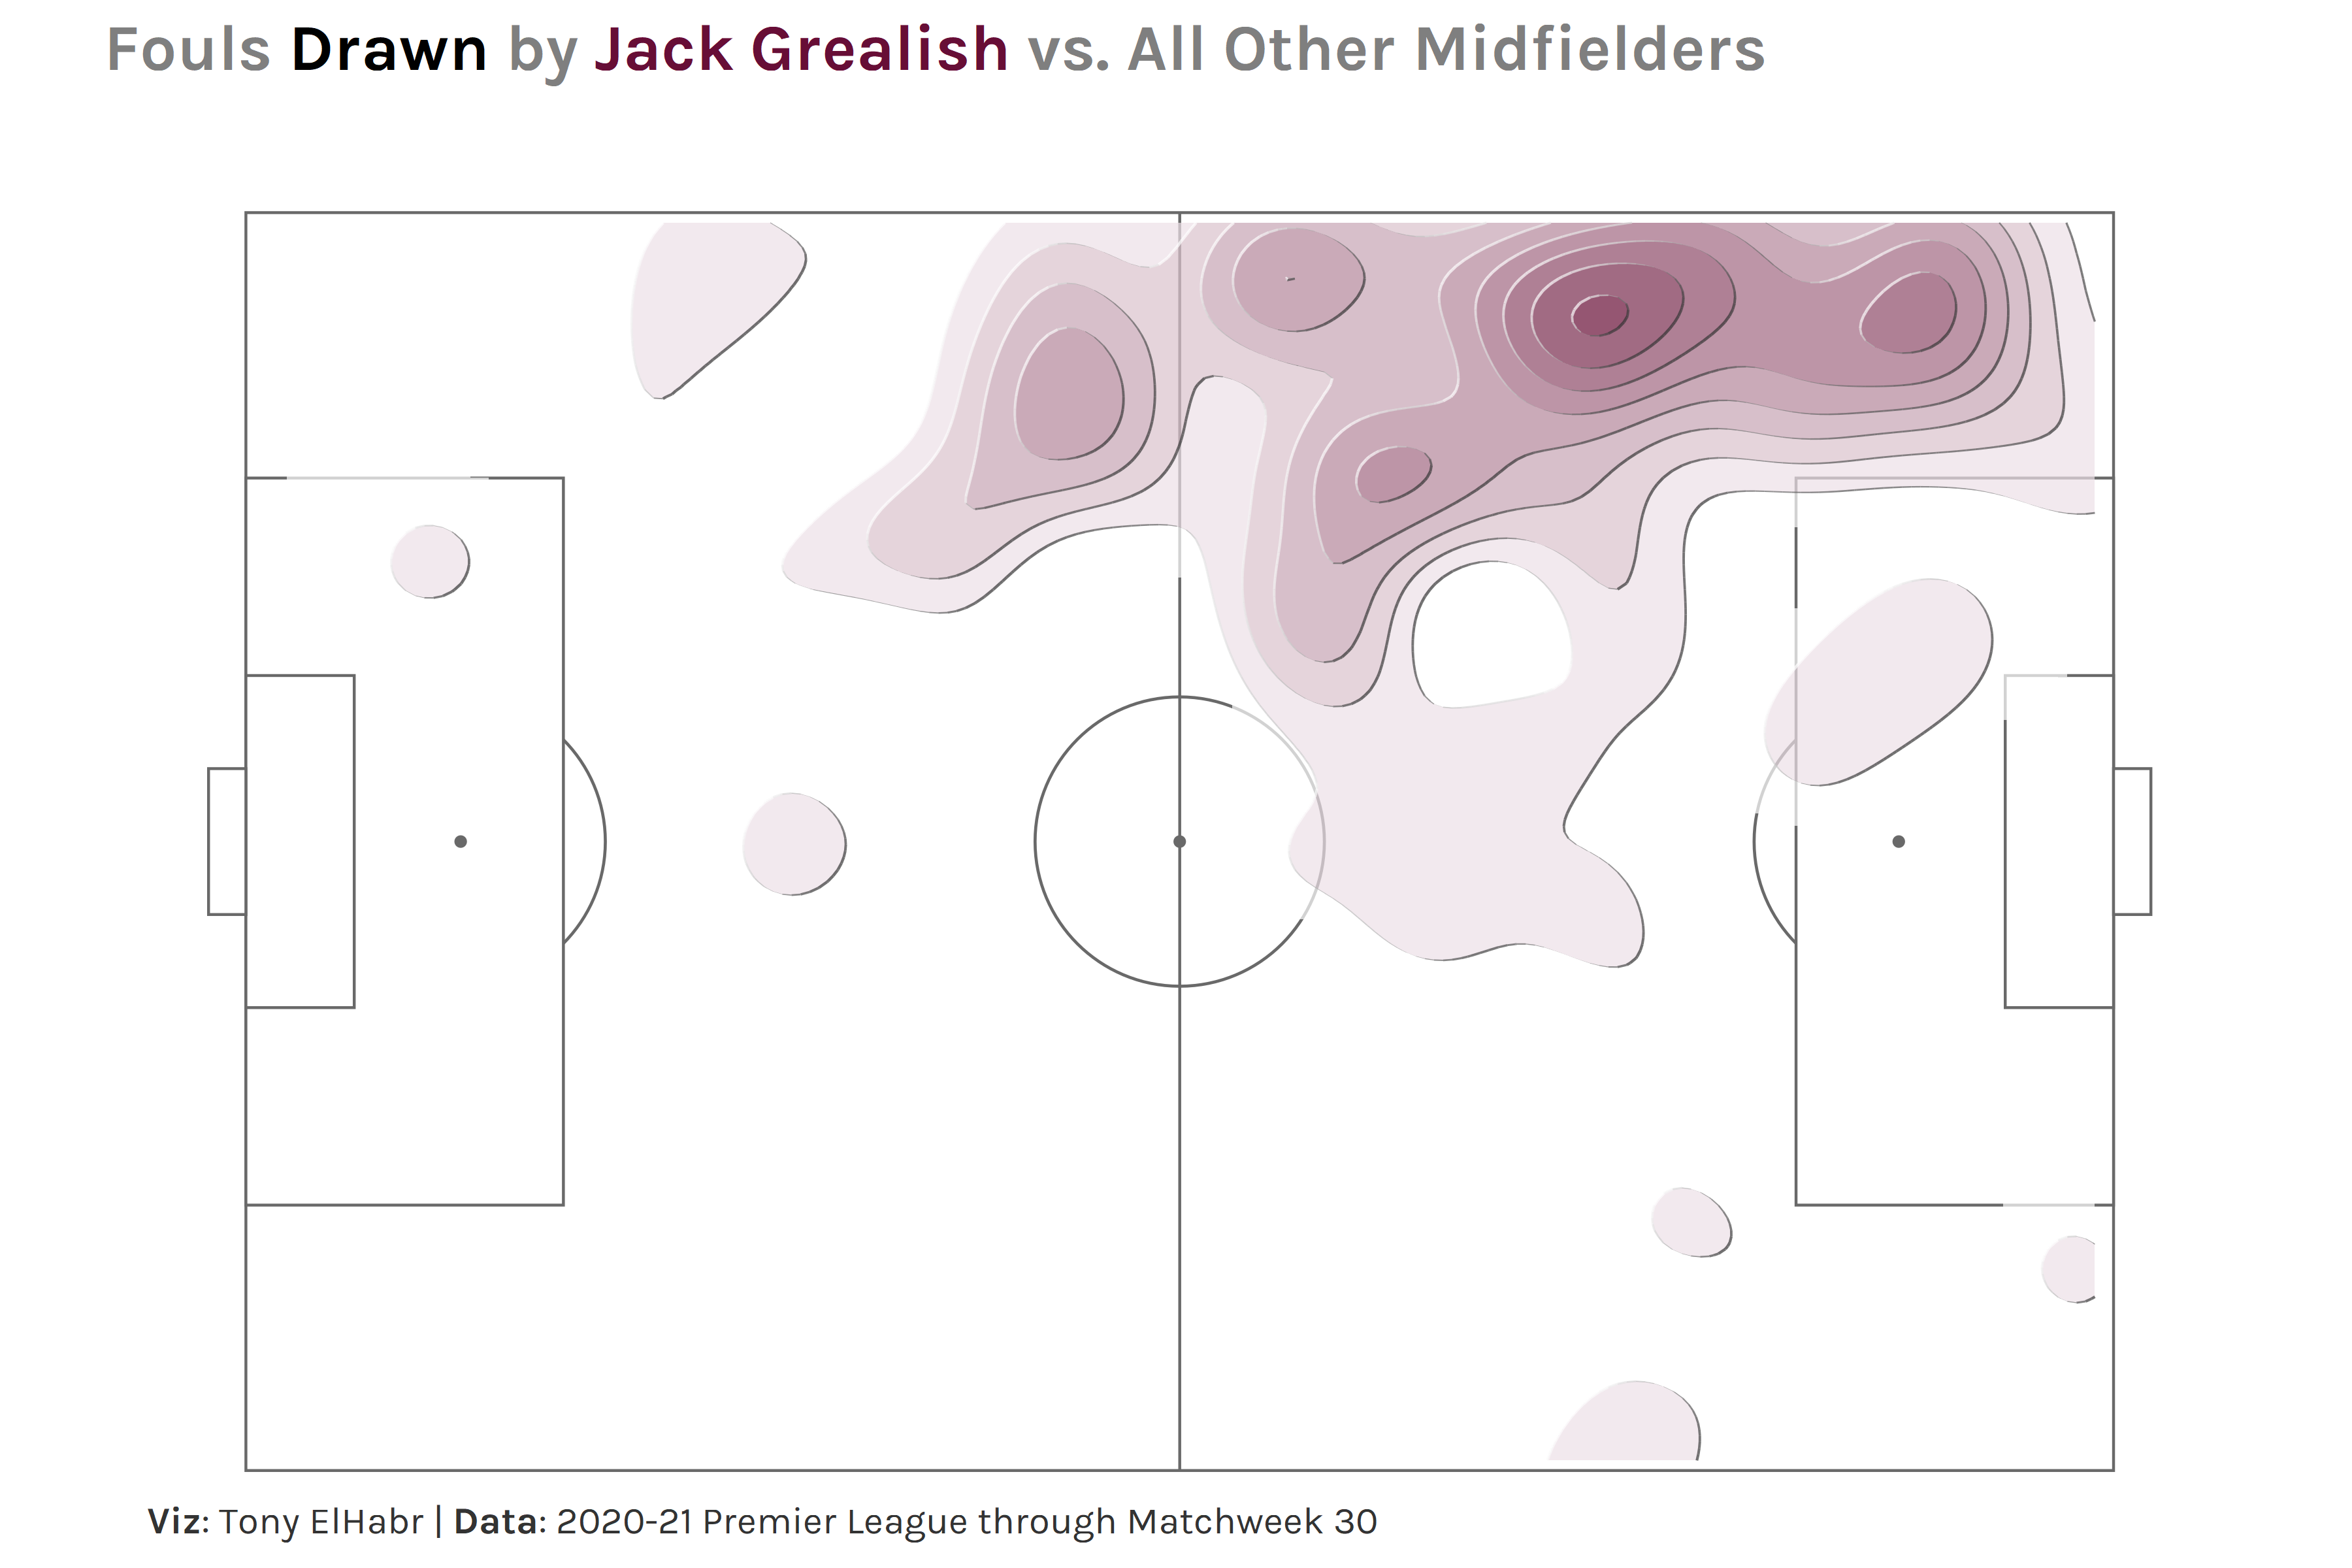 Fouls Drawn by Jack Grealish vs. All Other Midfielders
Viz: Tony ElHabr | Data: 2020-21 Premier League through Matchweek 30